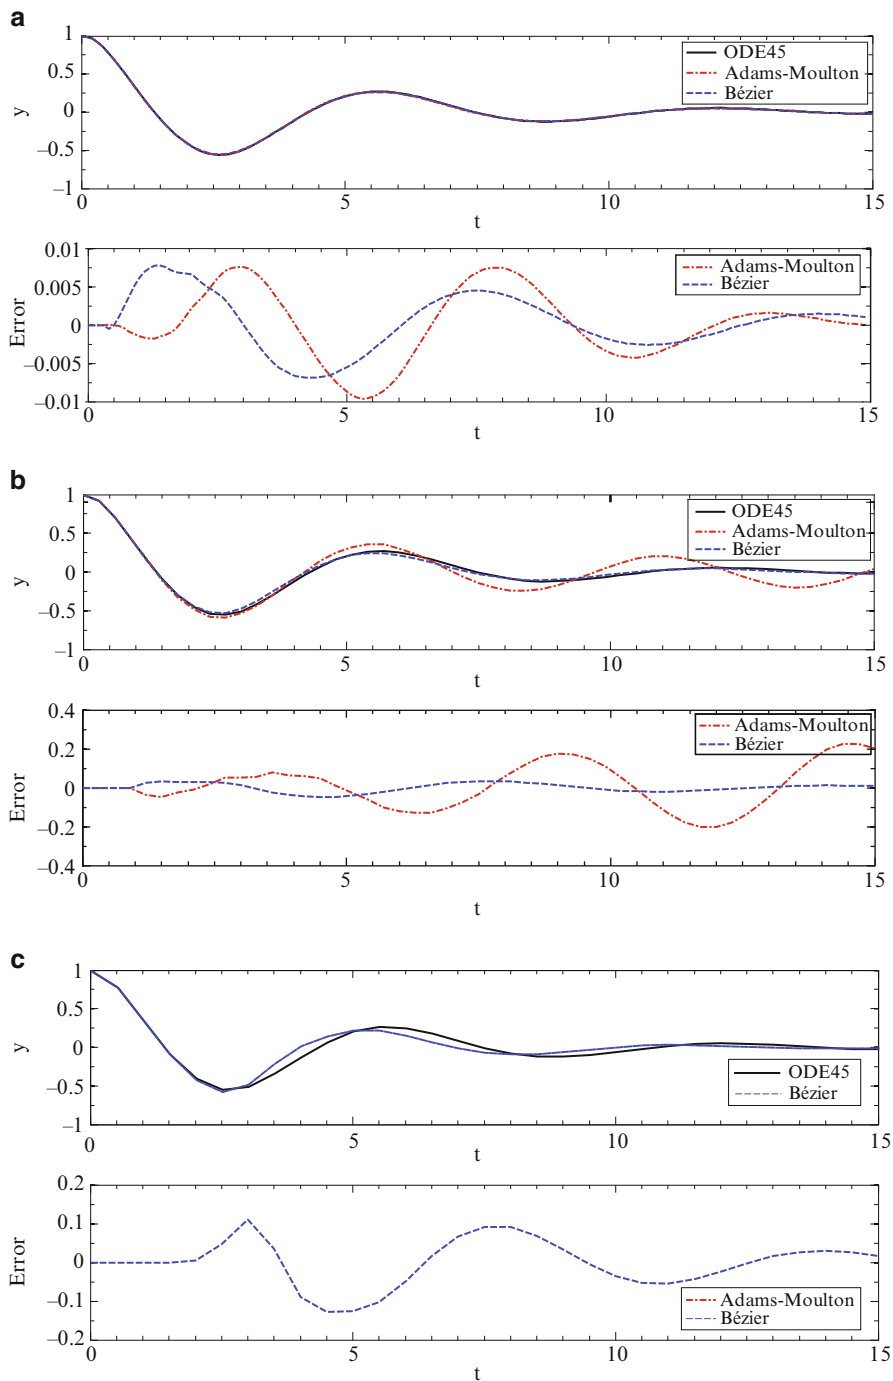 a
1
0.5
0
−0.5
−1
y
0
5
10
15
t
ODE45
Adams-Moulton
Bézier
0.01
0.005
0
−0.005
−0.01
Error
0
5
10
15
t
Adams-Moulton
Bézier
b
1
0.5
0
−0.5
−1
y
0
5
10
15
t
ODE45
Adams-Moulton
Bézier
0.4
0.2
0
−0.2
−0.4
Error
0
5
10
15
t
Adams-Moulton
Bézier
c
1
0.5
0
−0.5
−1
y
0
5
10
15
t
ODE45
Bézier
0.2
0.1
0
−0.1
−0.2
Error
0
5
10
15
t
Adams-Moulton
Bézier